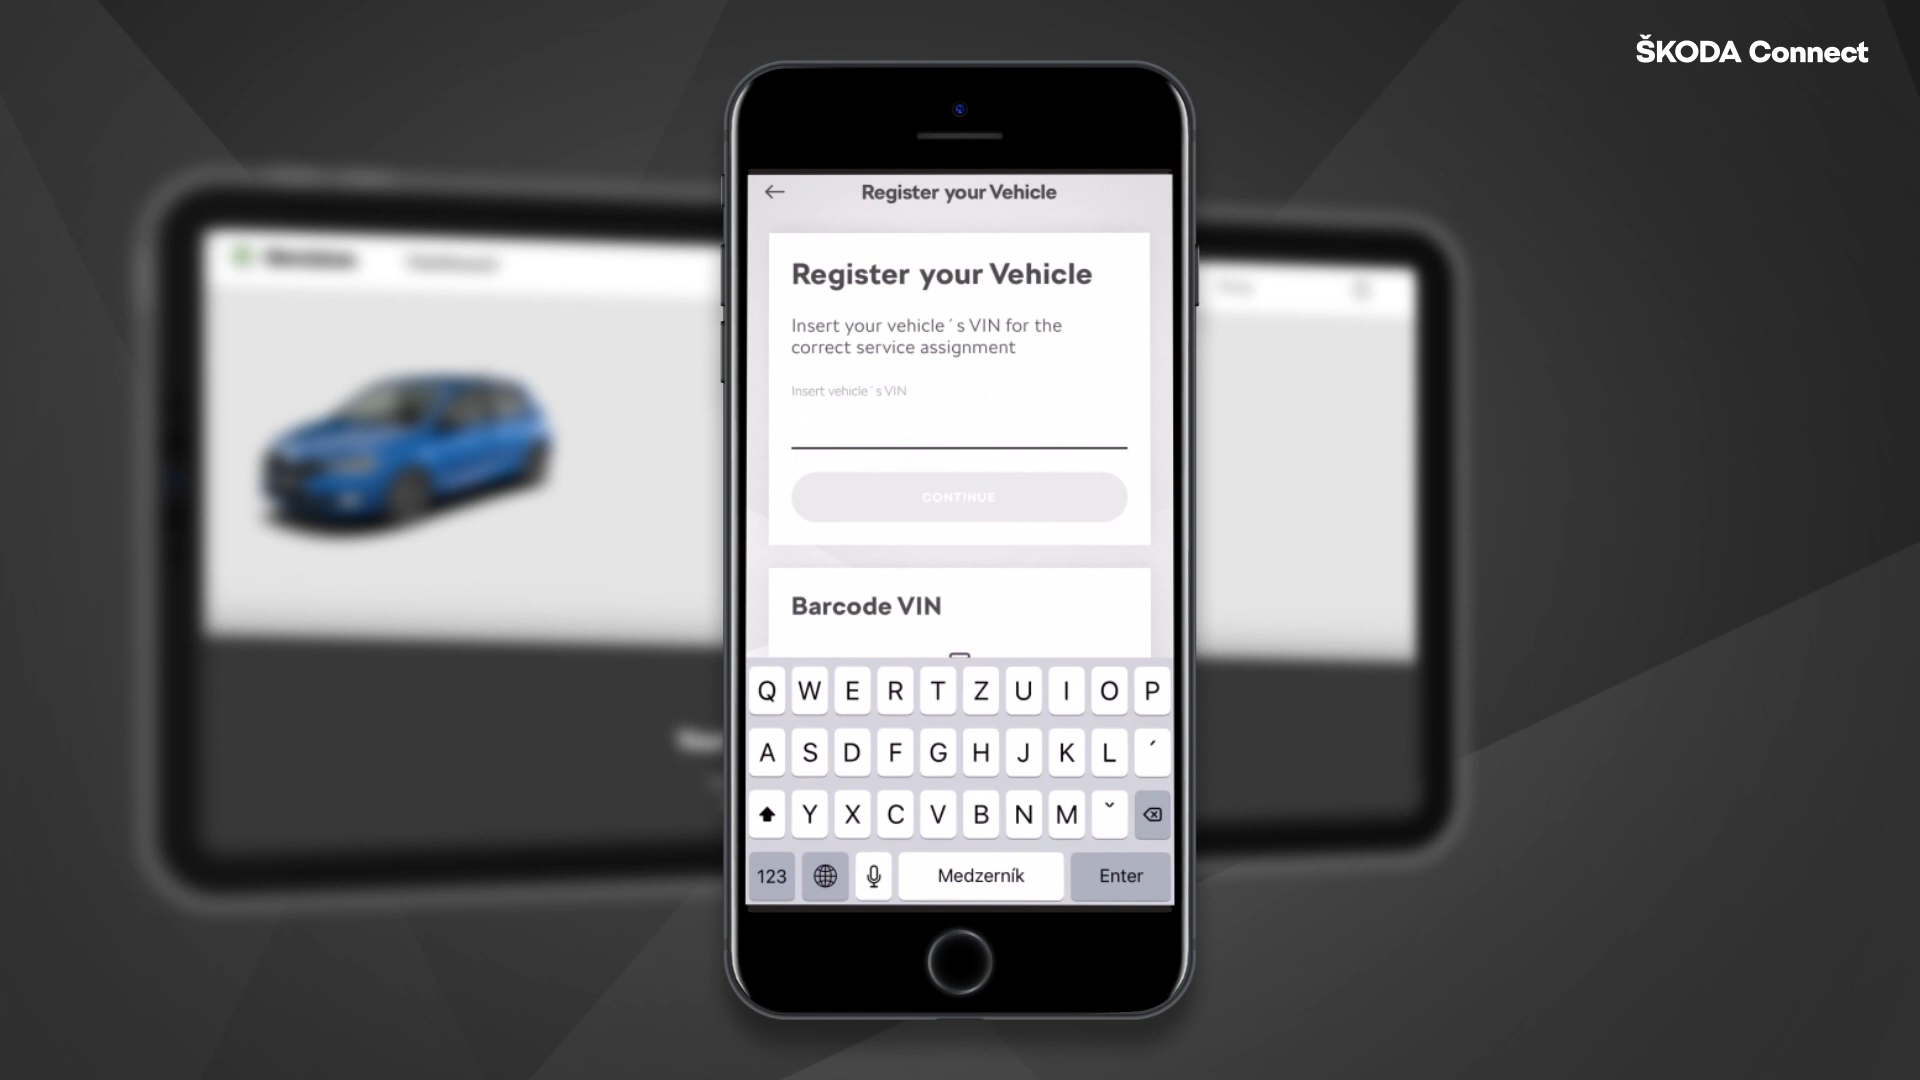 ŠKODA Connect
Register your Vehicle
Register your Vehicle
Insert your vehicle´s VIN for the
correct service assignment
Insert vehicle´s VIN
CONTINUE
Barcode VIN
Q W E R T Z U I O P
A S D F G H J K L ´
Y X C V B N M ˇ
123 Medzerník Enter